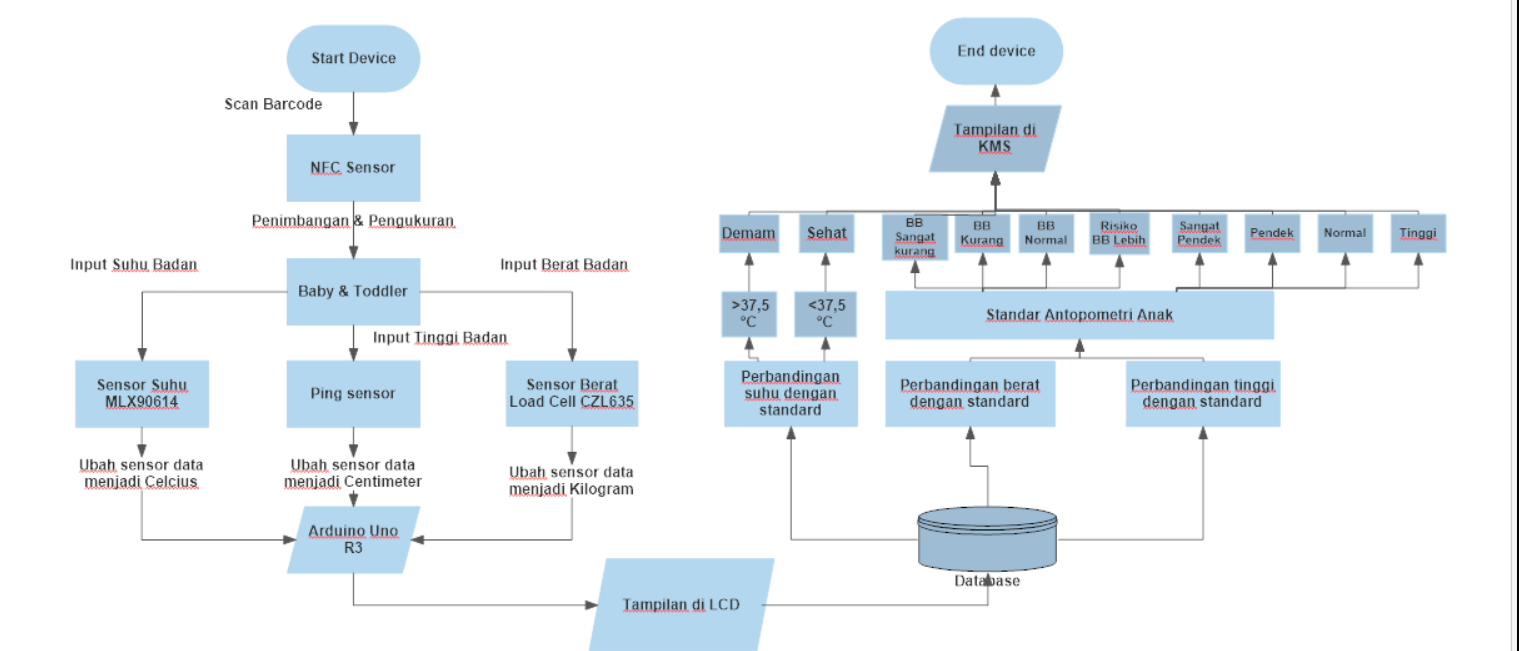 Start Device
Scan Barcode
NFC Sensor
Penimbangan & Pengukuran
Input Suhu Badan
Input Berat Badan
Baby & Toddler
Input Tinggi Badan
Sensor Suhu
MLX90614
Ping sensor
Sensor Berat
Load Cell CZL635
Ubah sensor data
menjadi Celcius
Ubah sensor data
menjadi Centimeter
Ubah sensor data
menjadi Kilogram
Arduino Uno
R3
Tampilan di LCD
End device
Tampilan di
KMS
Demam
Sehat
BB
Sangat
kurang
BB
Kurang
BB
Normal
Risiko
BB Lebih
Sangat
Pendek
Pendek
Normal
Tinggi
>37,5
°C
<37,5
°C
Standar Antopometri Anak
Perbandingan
suhu dengan
standard
Perbandingan berat
dengan standard
Perbandingan tinggi
dengan standard
Database